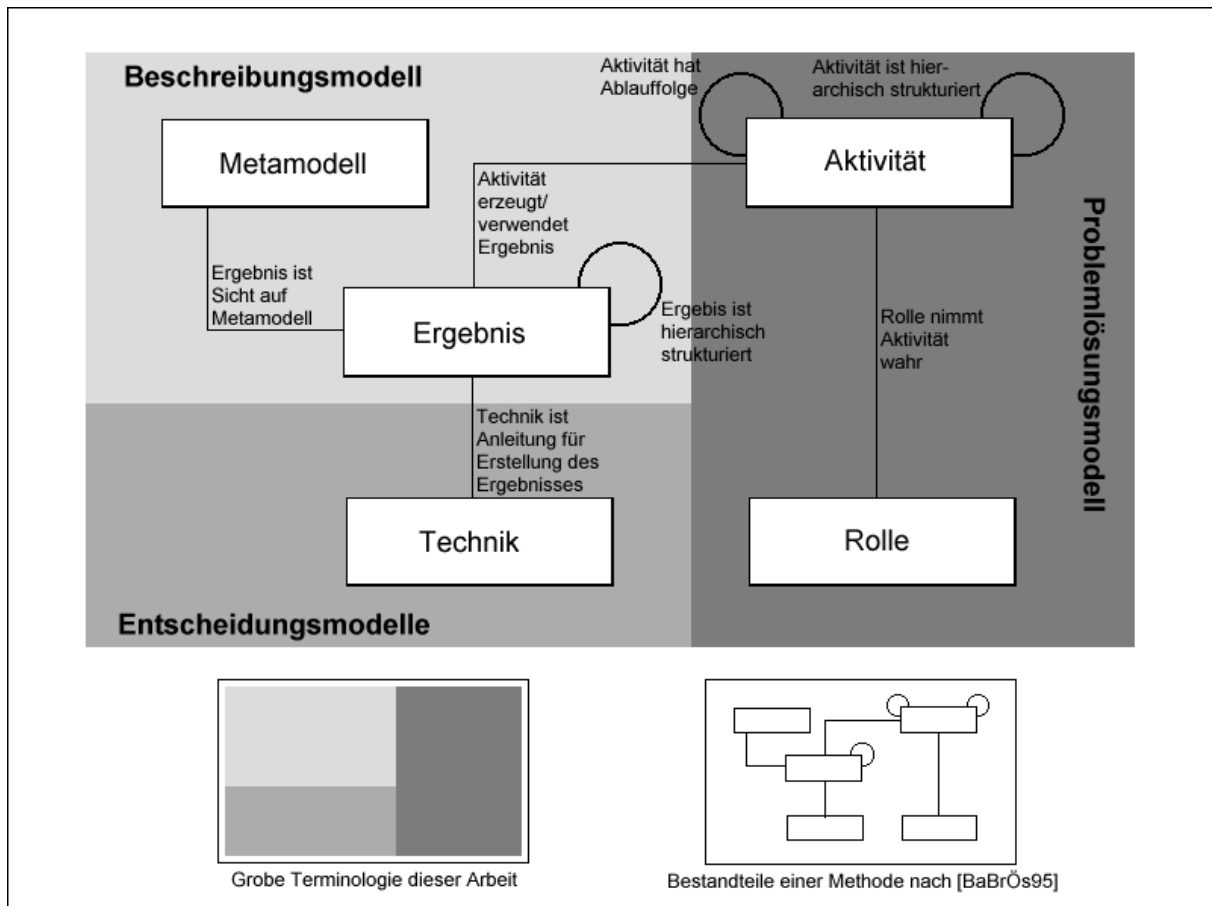 Beschreibungsmodell
Aktivität hat
Ablauffolge
Aktivität ist hier-
archisch strukturiert
Metamodell
Aktivität
Aktivität
erzeugt/
verwendet
Ergebnis
Problemlösungsmodell
Ergebnis ist
Sicht auf
Metamodell
Ergebnis
Ergebis ist
hierarchisch
strukturiert
Rolle nimmt
Aktivität
wahr
Technik ist
Anleitung für
Erstellung des
Ergebnisses
Technik
Rolle
Entscheidungsmodelle
Grobe Terminologie dieser Arbeit
Bestandteile einer Methode nach [BaBrÖs95]